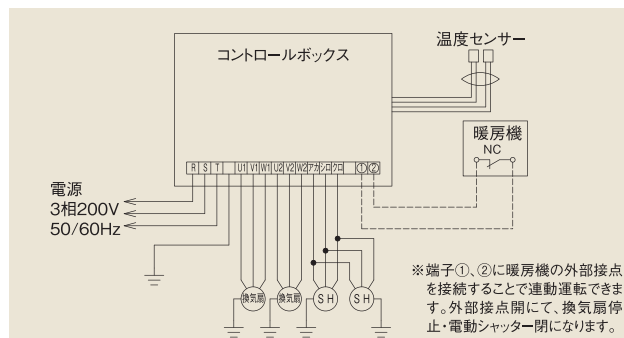 コントロールボックス
温度センサー
暖房機
NC
R S T U1 V1 W1 U2 V2 W2 アカ シロ クロ ① ②
電源
3相200V
50/60Hz
換気扇 換気扇 SH SH
※端子①、②に暖房機の外部接点
を接続することで連動運転できま
す。外部接点開にて、換気扇停
止・電動シャッター閉になります。